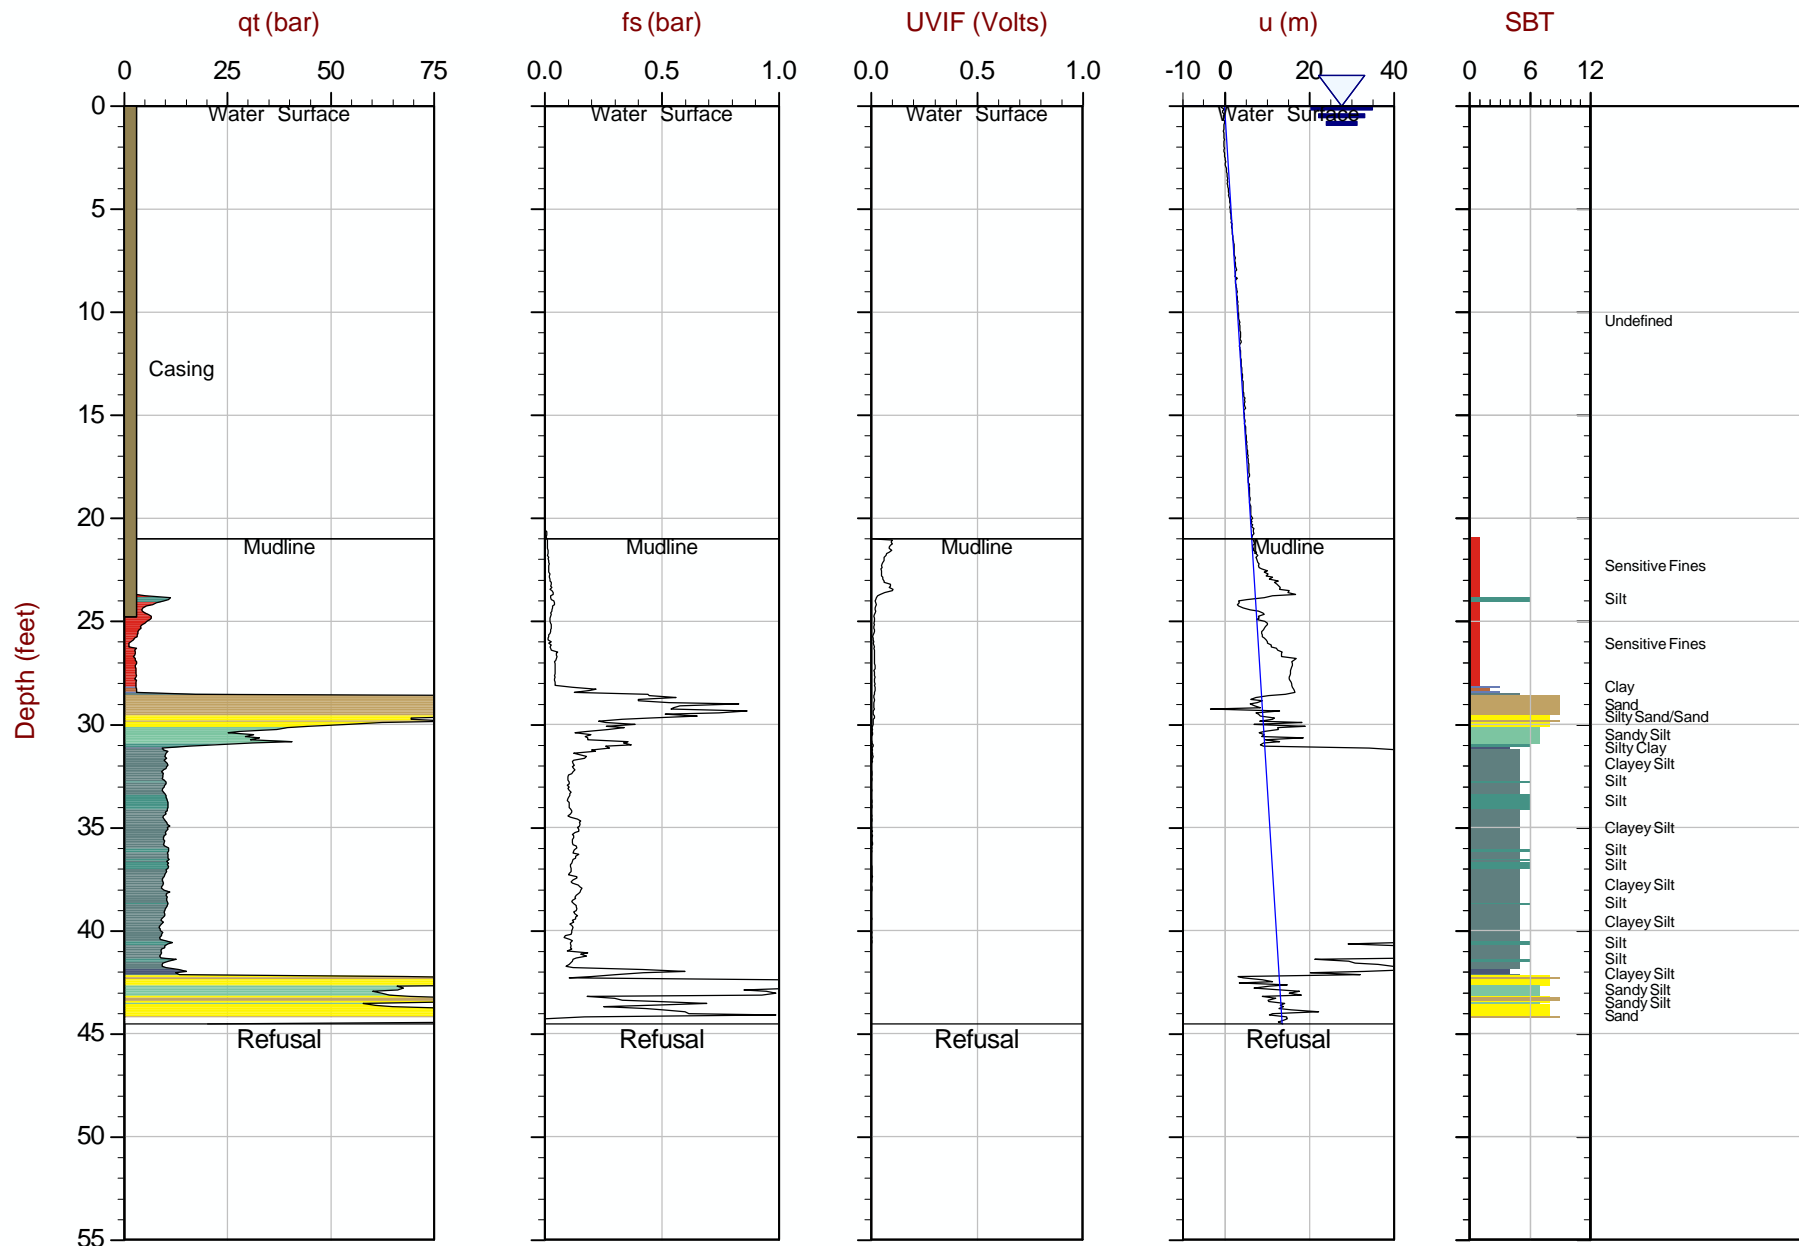 qt (bar) fs (bar) UVIF (Volts) u (m) SBT
0 25 50 75 0.0 0.5 1.0 0.0 0.5 1.0 -10 0 20 40 0 6 12
0
Water Surface Water Surface Water Surface Water Surface
5
10
Undefined
Casing
15
20
Mudline Mudline Mudline Mudline
Sensitive Fines
Silt
25
Sensitive Fines
Clay
Sand
Silty Sand/Sand
30
Sandy Silt
Silty Clay
Clayey Silt
Silt
Silt
35
Clayey Silt
Silt
Silt
Clayey Silt
Silt
Clayey Silt
40
Silt
Silt
Clayey Silt
Sandy Silt
Sandy Silt
Sand
45
Refusal Refusal Refusal Refusal
50
55
Depth (feet)